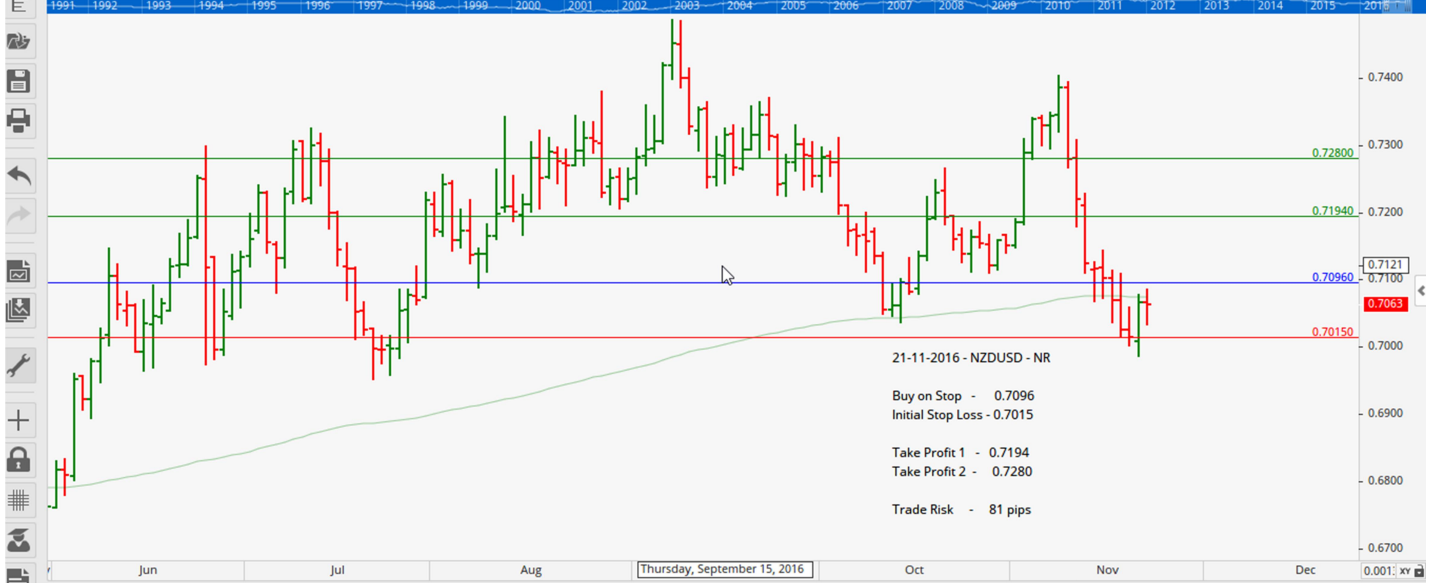 1991 1992 1993 1994 1995 1996 1997 1998 1999 2000 2001 2002 2003 2004 2005 2006 2007 2008 2009 2010 2011 2012 2013 2014 2015
0.7400
0.7300
0.72800
0.7200
0.71940
0.7121
0.7100
0.70960
0.7063
0.70150
0.7000
21-11-2016 - NZDUSD - NR
Buy on Stop - 0.7096
Initial Stop Loss - 0.7015
0.6900
Take Profit 1 - 0.7194
Take Profit 2 - 0.7280
0.6800
Trade Risk - 81 pips
0.6700
Jun Jul Aug Thursday, September 15, 2016 Oct Nov Dec XY